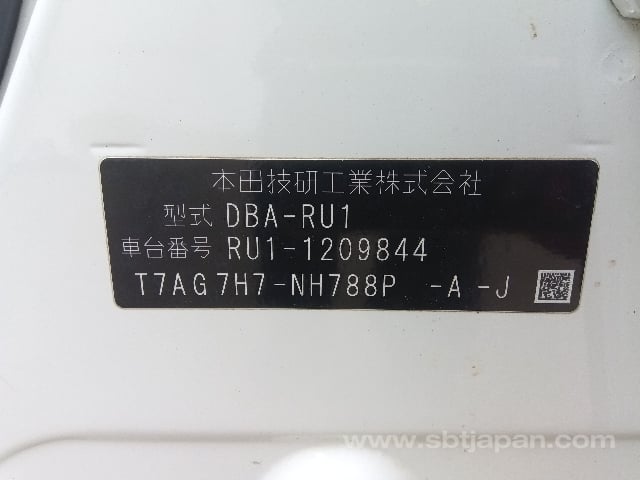 本田技研工業株式会社
型式 DBA-RU1
車台番号 RU1-1209844
T7AG7H7-NH788P -A -J
www.sbtjapan.com